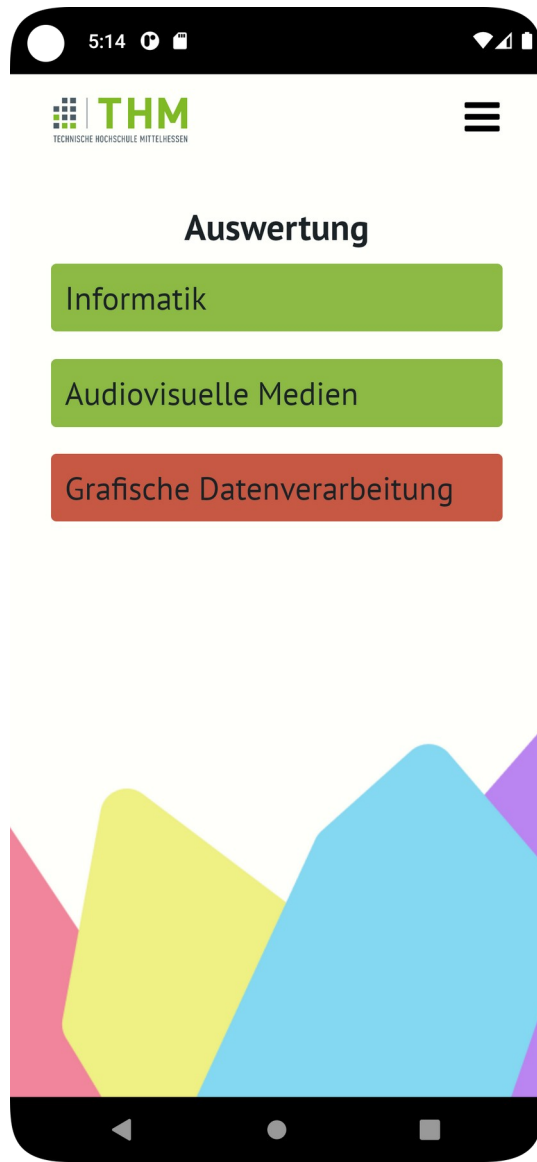 5:14
THM
TECHNISCHE HOCHSCHULE MITTELHESSEN
Auswertung
Informatik
Audiovisuelle Medien
Grafische Datenverarbeitung